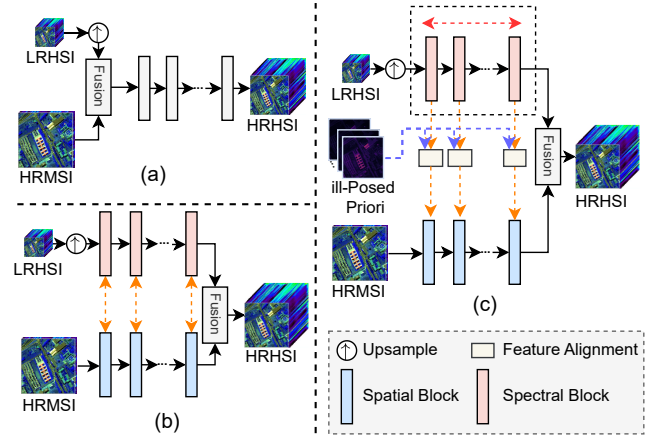 LRHSI
Fusion
HRMSI
HRHSI
(a)
LRHSI
Fusion
HRMSI
HRHSI
(b)
LRHSI
ill-Posed
Priori
Fusion
HRMSI
HRHSI
(c)
Upsample
Feature Alignment
Spatial Block
Spectral Block